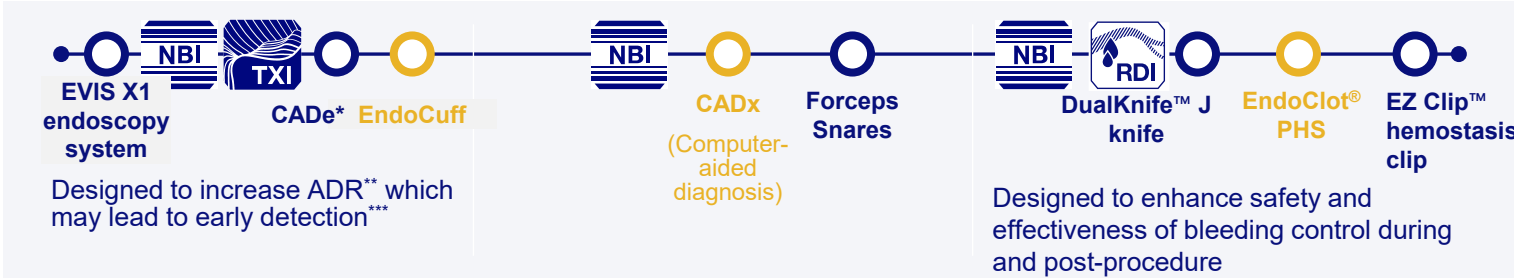 NBI
TXI
EVIS X1
endoscopy
system
CADe*
EndoCuff
Designed to increase ADR** which
may lead to early detection***
NBI
CADx
(Computer-
aided
diagnosis)
Forceps
Snares
NBI
RDI
DualKnife™ J
knife
EndoClot®
PHS
EZ Clip™
hemostasis
clip
Designed to enhance safety and
effectiveness of bleeding control during
and post-procedure